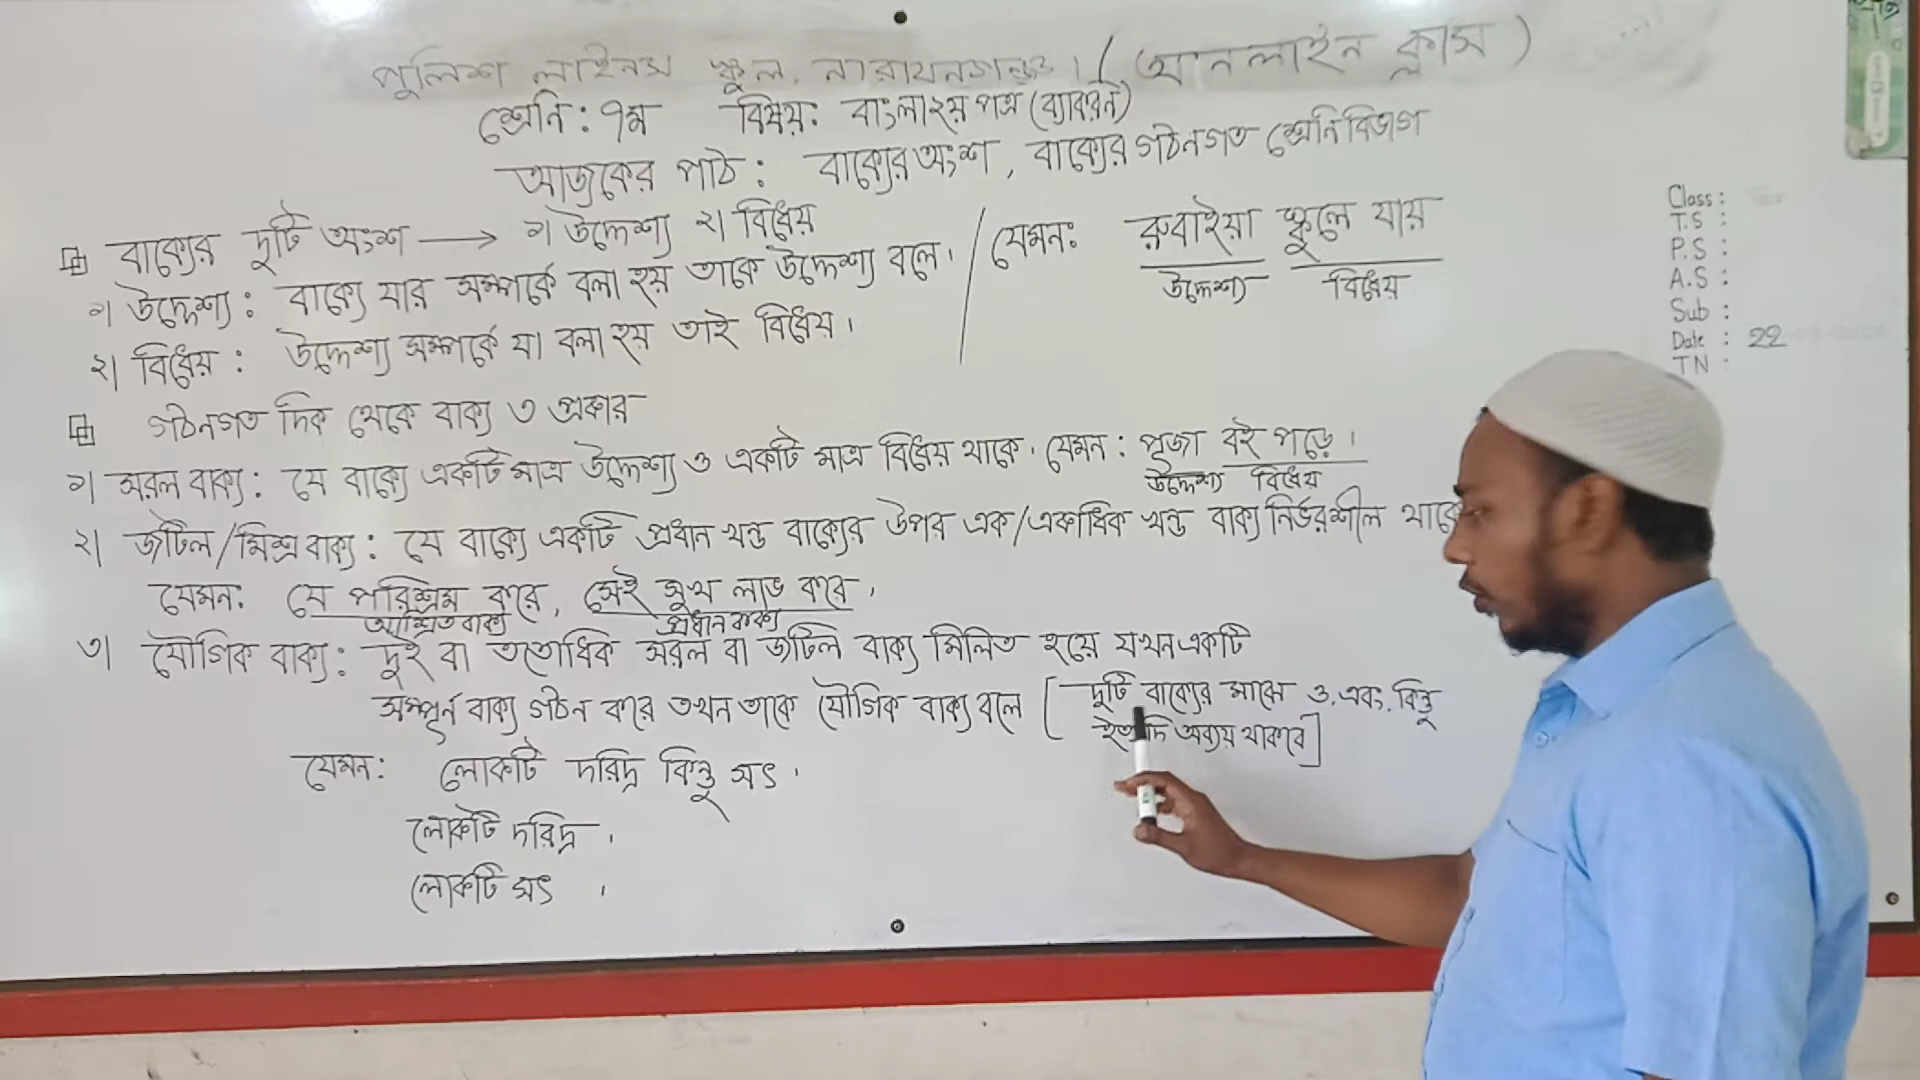 পুলিশ লাইনস স্কুল, নারায়নগঞ্জ। (অনলাইন ক্লাস)
শ্রেনি: ৭ম বিষয়: বাংলা ২য় পত্র (ব্যাকরন)
আজকের পাঠ: বাক্যের অংশ, বাক্যের গঠনগত শ্রেনিবিভাগ
বাক্যের দুটি অংশ → ১। উদ্দেশ্য ২। বিধেয়
১। উদ্দেশ্য: বাক্যে যার সম্পর্কে বলা হয় তাকে উদ্দেশ্য বলে। / যেমনঃ রুবাইয়া স্কুলে যায়
উদ্দেশ্য বিধেয়
২। বিধেয়: উদ্দেশ্য সম্পর্কে যা বলা হয় তাই বিধেয়।
গঠনগত দিক থেকে বাক্য ৩ প্রকার
১। সরল বাক্য: যে বাক্যে একটি মাত্র উদ্দেশ্য ও একটি মাত্র বিধেয় থাকে। যেমন: পূজা বই পড়ে।
উদ্দেশ্য বিধেয়
২। জটিল/মিশ্র বাক্য: যে বাক্যে একটি প্রধান খন্ড বাক্যের উপর এক/একাধিক খন্ড বাক্য নির্ভরশীল থাকে
যেমন: যে পরিশ্রম করে, সেই সুখ লাভ করে।
আশ্রিত বাক্য প্রধান বাক্য
৩। যৌগিক বাক্য: দুই বা ততোধিক সরল বা জটিল বাক্য মিলিত হয়ে যখন একটি
সম্পূর্ন বাক্য গঠন করে তখন তাকে যৌগিক বাক্য বলে [দুটি বাক্যের মাঝে ও, এবং, কিন্তু
ইত্যাদি অব্যয় থাকবে]
যেমন: লোকটি দরিদ্র কিন্তু সৎ।
লোকটি দরিদ্র।
লোকটি সৎ।
Class:
T.S :
P.S :
A.S :
Sub :
Date : 22
TN :